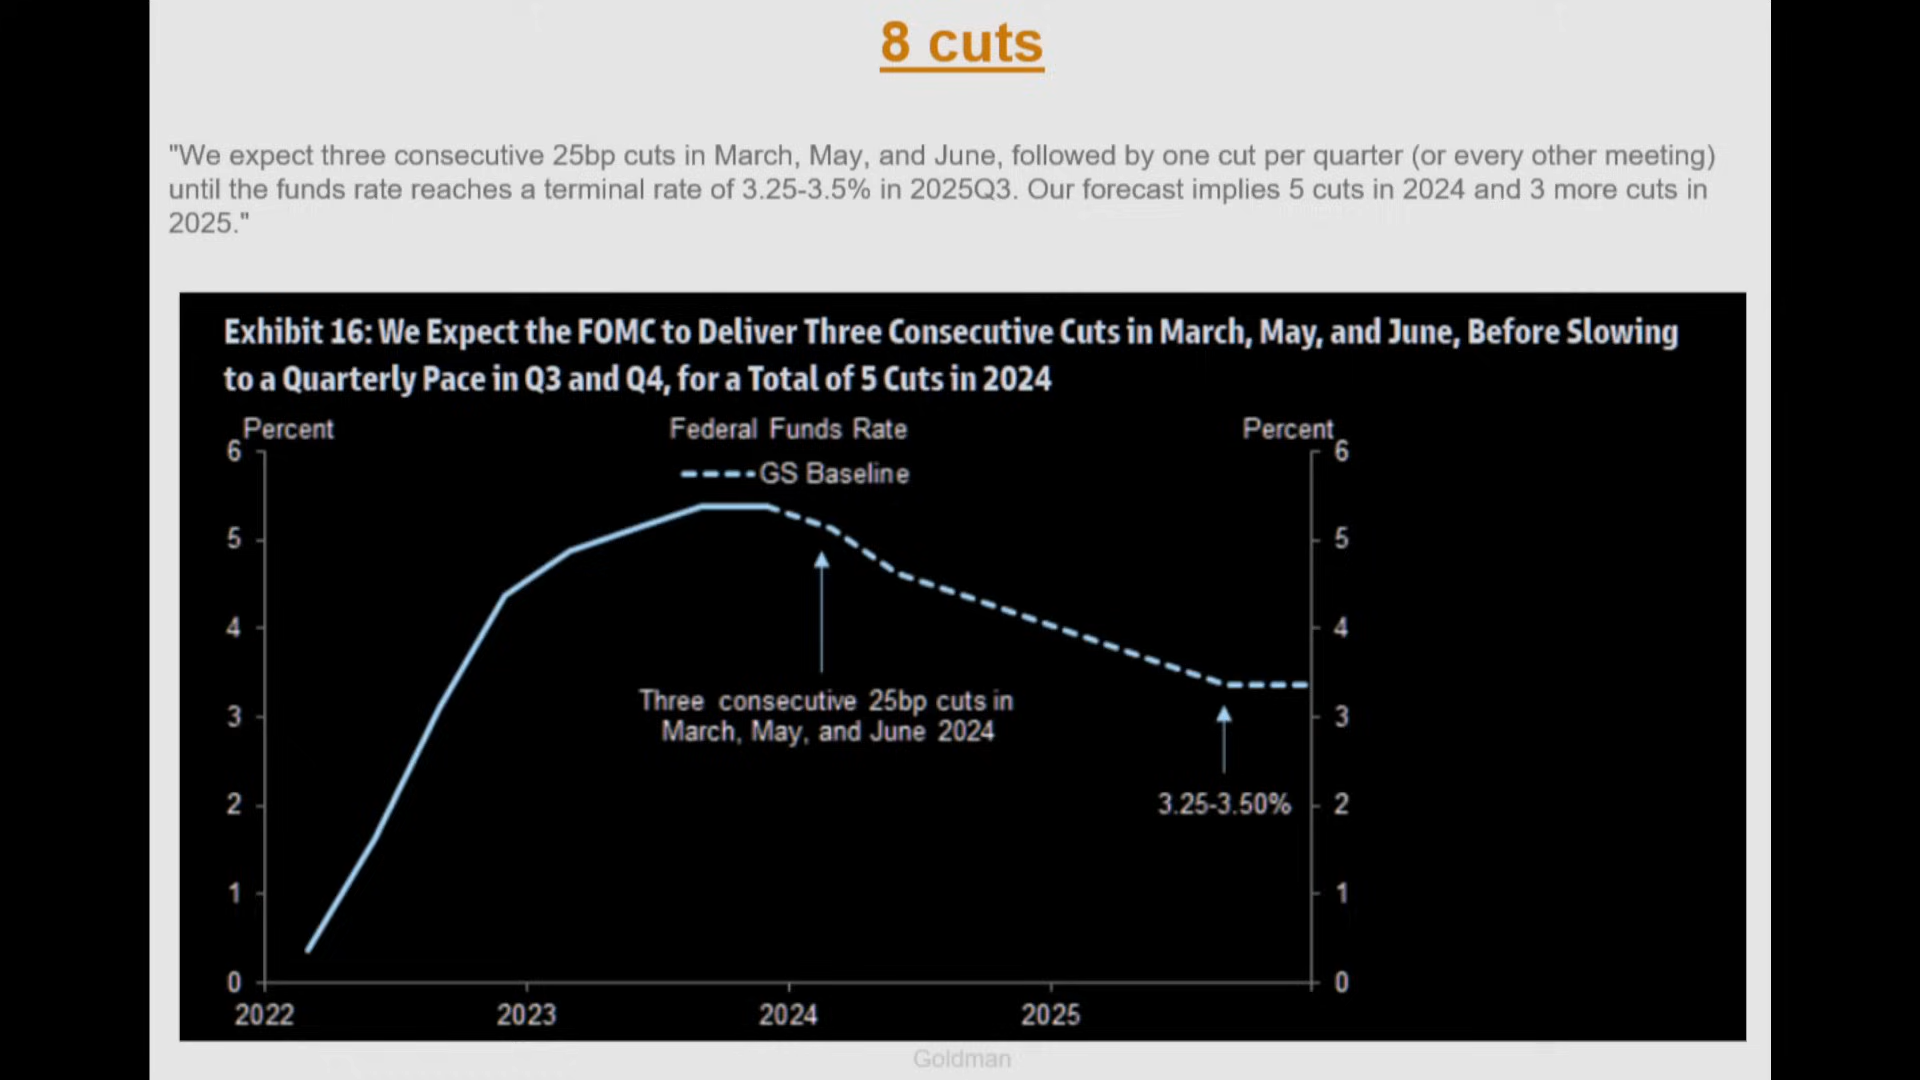 8 cuts
"We expect three consecutive 25bp cuts in March, May, and June, followed by one cut per quarter (or every other meeting)
until the funds rate reaches a terminal rate of 3.25-3.5% in 2025Q3. Our forecast implies 5 cuts in 2024 and 3 more cuts in
2025."
Exhibit 16: We Expect the FOMC to Deliver Three Consecutive Cuts in March, May, and June, Before Slowing
to a Quarterly Pace in Q3 and Q4, for a Total of 5 Cuts in 2024
Percent Federal Funds Rate Percent
6 6
GS Baseline
5 5
4 4
Three consecutive 25bp cuts in
3 3
March, May, and June 2024
2 3.25-3.50% 2
1 1
0 0
2022 2023 2024 2025
Goldman